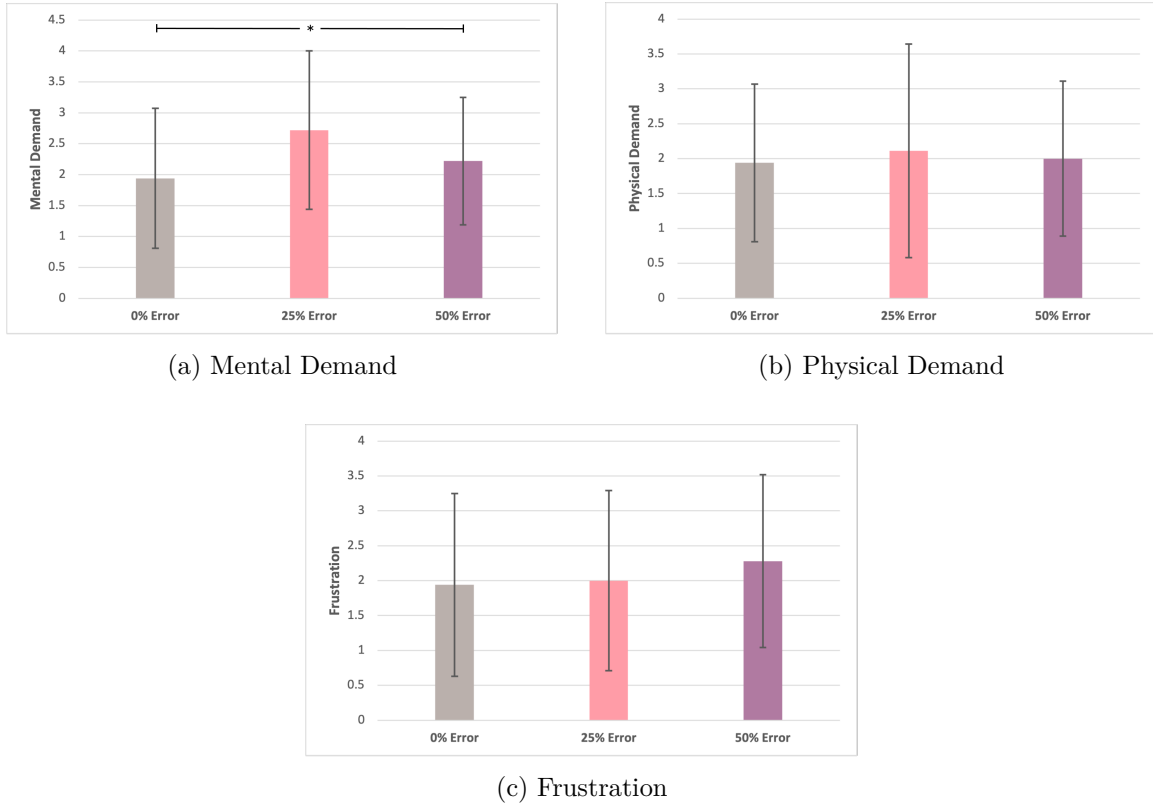 4.5
*
4
3.5
3
2.5
2
1.5
1
0.5
0
Mental Demand
0% Error
25% Error
50% Error
(a) Mental Demand
4
3.5
3
2.5
2
1.5
1
0.5
0
Physical Demand
0% Error
25% Error
50% Error
(b) Physical Demand
4
3.5
3
2.5
2
1.5
1
0.5
0
Frustration
0% Error
25% Error
50% Error
(c) Frustration